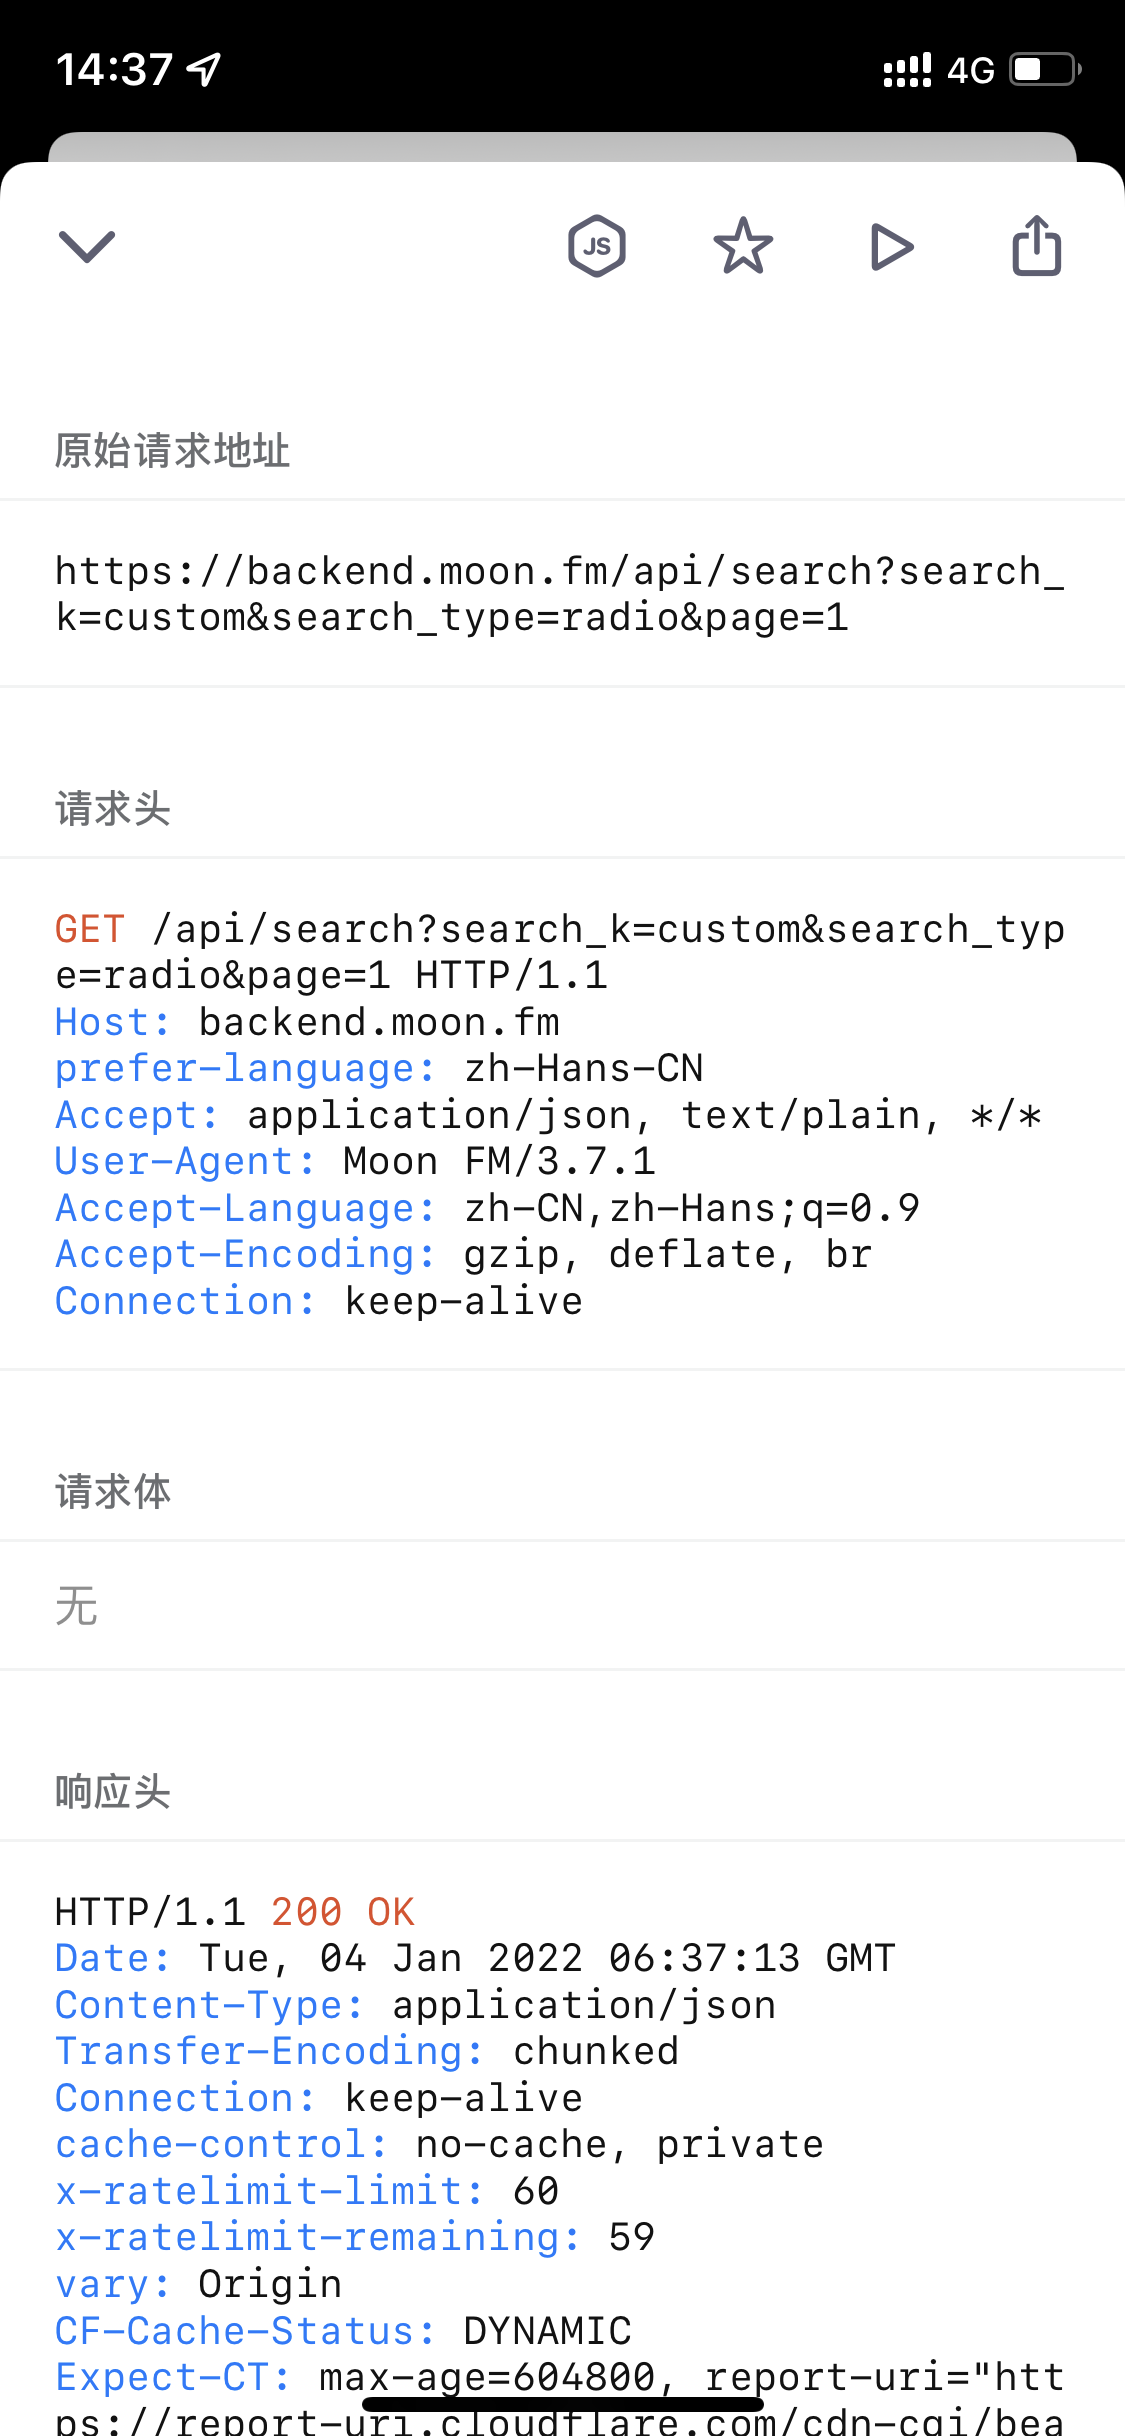 14:37
4G
JS
原始请求地址
https://backend.moon.fm/api/search?search_
k=custom&search_type=radio&page=1
请求头
GET /api/search?search_k=custom&search_typ
e=radio&page=1 HTTP/1.1
Host: backend.moon.fm
prefer-language: zh-Hans-CN
Accept: application/json, text/plain, */*
User-Agent: Moon FM/3.7.1
Accept-Language: zh-CN,zh-Hans;q=0.9
Accept-Encoding: gzip, deflate, br
Connection: keep-alive
请求体
无
响应头
HTTP/1.1 200 OK
Date: Tue, 04 Jan 2022 06:37:13 GMT
Content-Type: application/json
Transfer-Encoding: chunked
Connection: keep-alive
cache-control: no-cache, private
x-ratelimit-limit: 60
x-ratelimit-remaining: 59
vary: Origin
CF-Cache-Status: DYNAMIC
Expect-CT: max-age=604800, report-uri="htt
ps://report-uri.cloudflare.com/cdn-cgi/bea